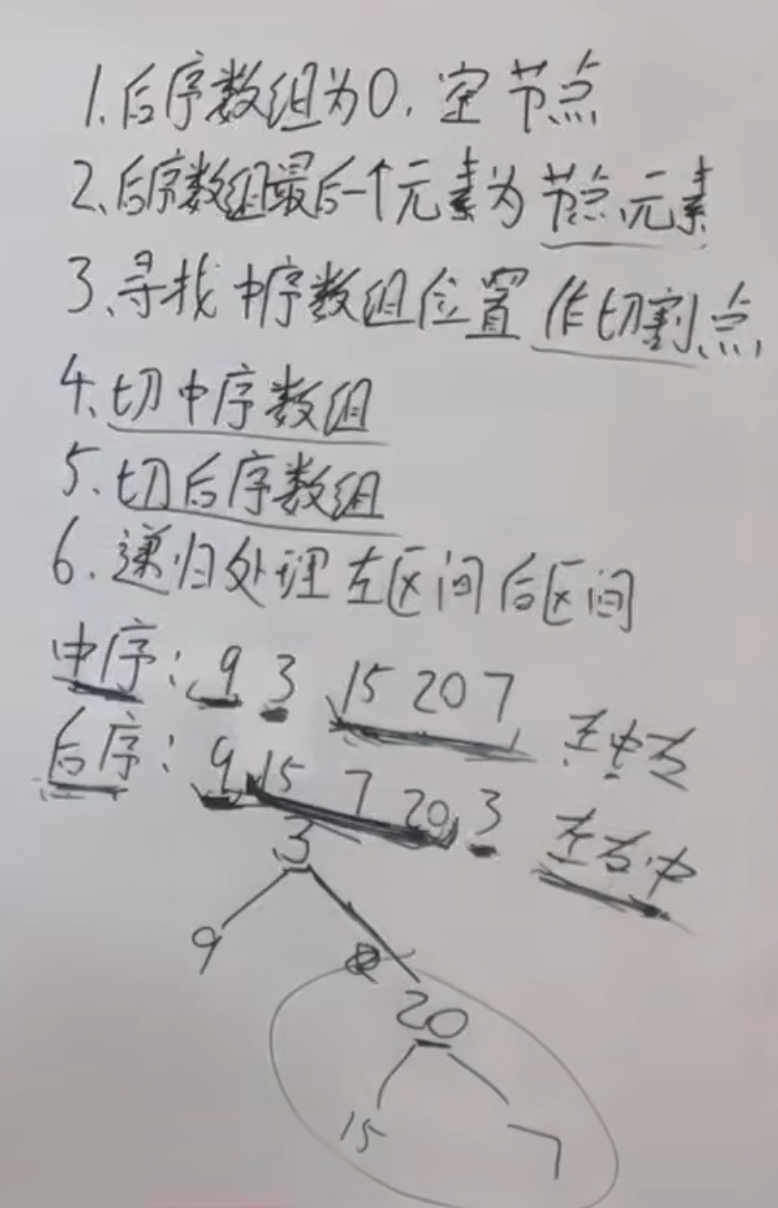 1.后序数组为0,空节点
2、后序数组最后一个元素为节点元素
3、寻找中序数组位置作切割点
4、切中序数组
5、切后序数组
6.递归处理左区间后区间
中序:9 3 15 20 7 左中右
后序:9 15 7 20 3 左右中
3
9
20
15 7